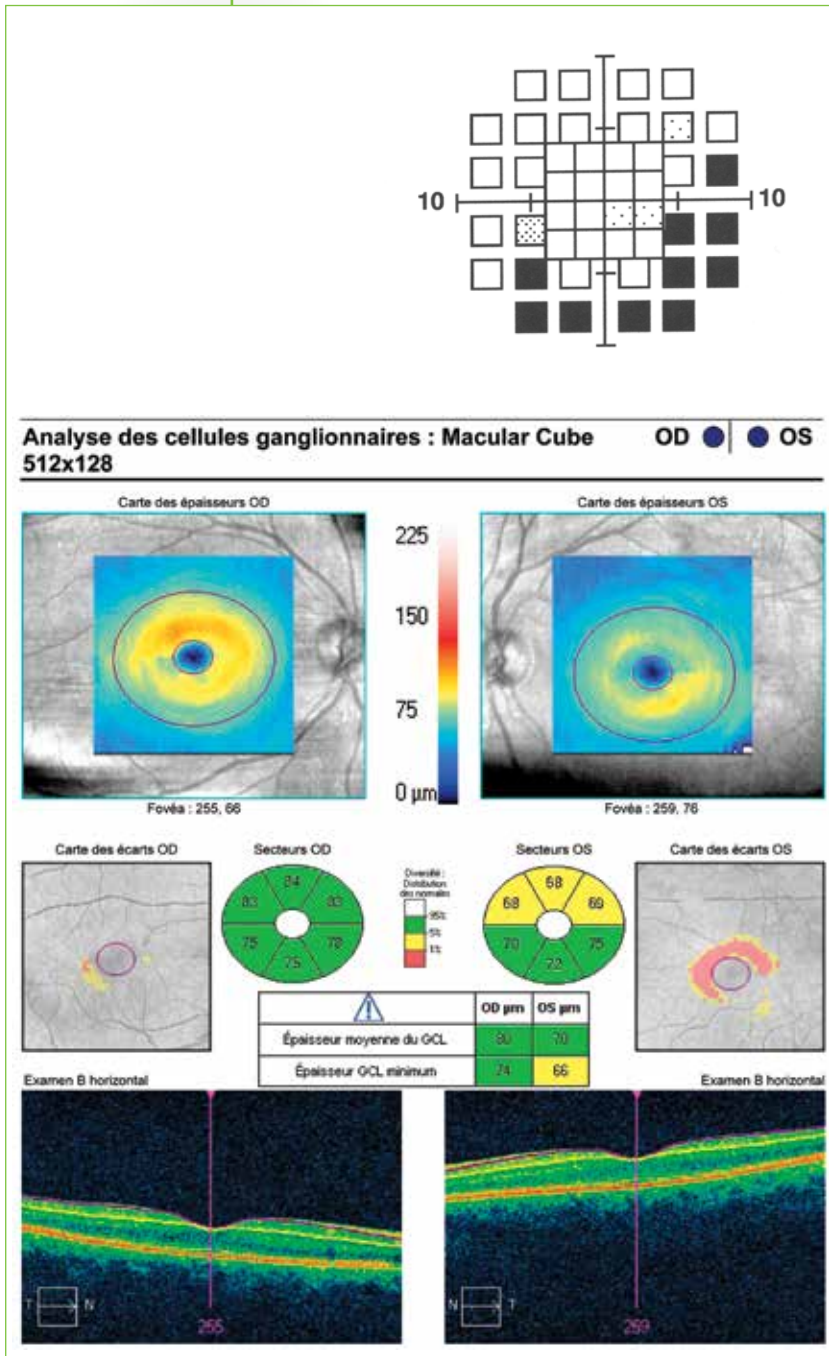 10
10
Analyse des cellules ganglionnaires : Macular Cube 512x128
OD OS
Carte des épaisseurs OD
Carte des épaisseurs OS
225
150
75
0 µm
Fovéa : 255, 66
Fovéa : 259, 76
Carte des écarts OD
Secteurs OD
Diversifié :
Distribution
des normales
95%
5%
1%
Secteurs OS
Carte des écarts OS
84
83
75
75
68
68
69
70
75
72
OD µm
OS µm
Épaisseur moyenne du GCL
80
70
Épaisseur GCL minimum
74
66
Examen B horizontal
Examen B horizontal
T
N
255
N
T
259